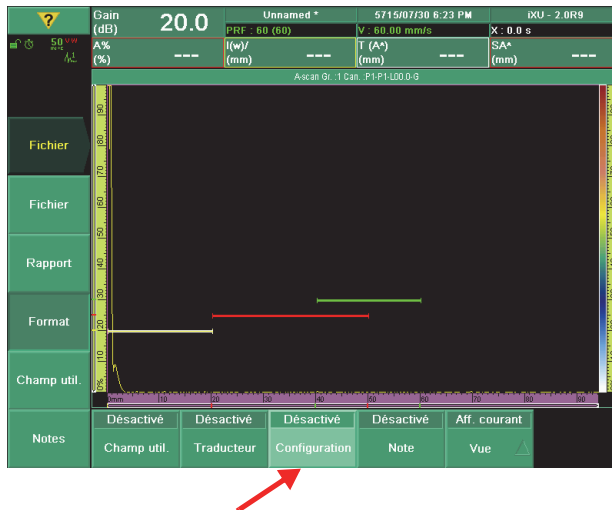 ?
Gain (dB) 20.0
Unnamed *
5715/07/30 6:23 PM
iXU - 2.0R9
PRF : 60 (60)
V : 60.00 mm/s
X : 0.0 s
50 VW
A% (%) ---
I(w)/ (mm) ---
T (A^) (mm) ---
SA^ (mm) ---
A-scan Gr. :1 Can. :P1-P1-L00.0-G
Fichier
Fichier
Rapport
Format
Champ util.
Notes
90
80
70
60
50
40
30
20
10
0%
0mm 10 20 30 40 50 60 70 80 90
Désactivé Désactivé Désactivé Désactivé Aff. courant
Champ util. Traducteur Configuration Note Vue